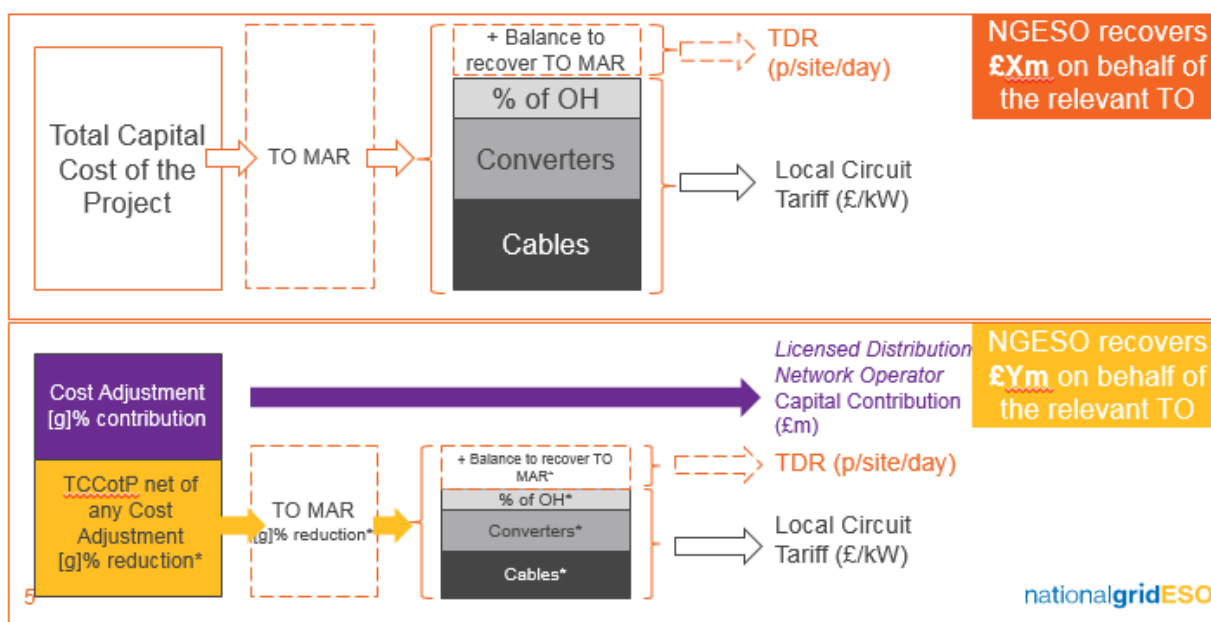 Total Capital
Cost of the
Project
TO MAR
+ Balance to
recover TO MAR
% of OH
Converters
Cables
TDR
(p/site/day)
Local Circuit
Tariff (£/kW)
NGESO recovers
£Xm on behalf of
the relevant TO
Cost Adjustment
[g]% contribution
TCCotP net of
any Cost
Adjustment
[g]% reduction*
TO MAR
[g]% reduction*
+ Balance to recover TO
MAR*
% of OH*
Converters*
Cables*
Licensed Distribution
Network Operator
Capital Contribution
(£m)
TDR (p/site/day)
Local Circuit
Tariff (£/kW)
NGESO recovers
£Ym on behalf of
the relevant TO
5
nationalgridESO